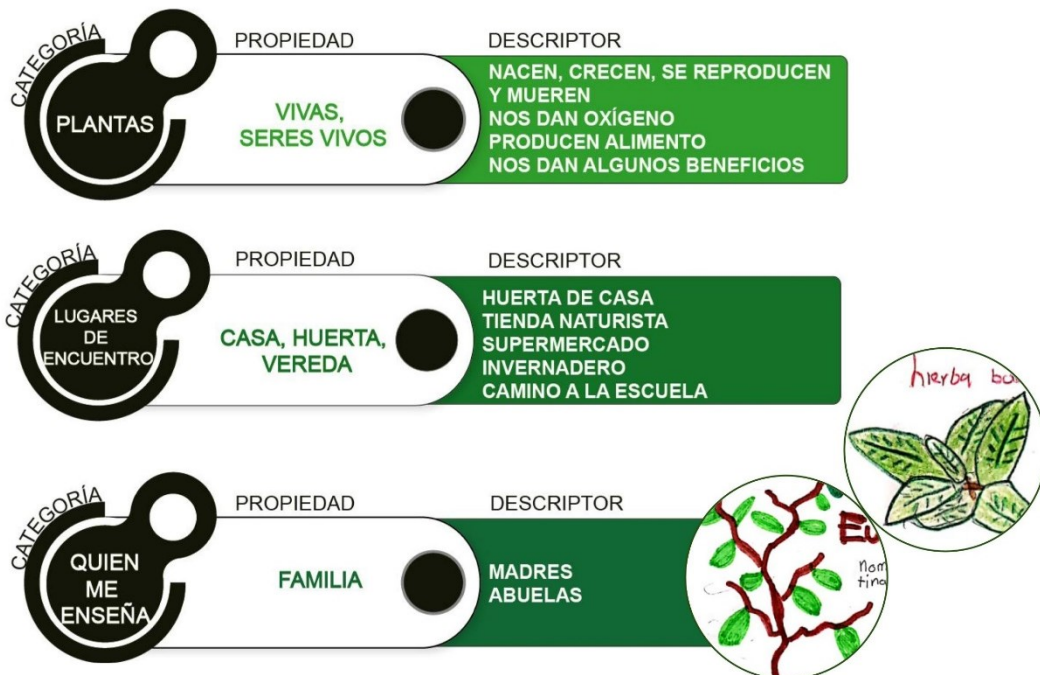 CATEGORÍA
PROPIEDAD
DESCRIPTOR
PLANTAS
VIVAS,
SERES VIVOS
NACEN, CRECEN, SE REPRODUCEN
Y MUEREN
NOS DAN OXÍGENO
PRODUCEN ALIMENTO
NOS DAN ALGUNOS BENEFICIOS
CATEGORÍA
PROPIEDAD
DESCRIPTOR
LUGARES
DE
ENCUENTRO
CASA, HUERTA,
VEREDA
HUERTA DE CASA
TIENDA NATURISTA
SUPERMERCADO
INVERNADERO
CAMINO A LA ESCUELA
hierba
CATEGORÍA
PROPIEDAD
DESCRIPTOR
QUIEN
ME
ENSEÑA
FAMILIA
MADRES
ABUELAS